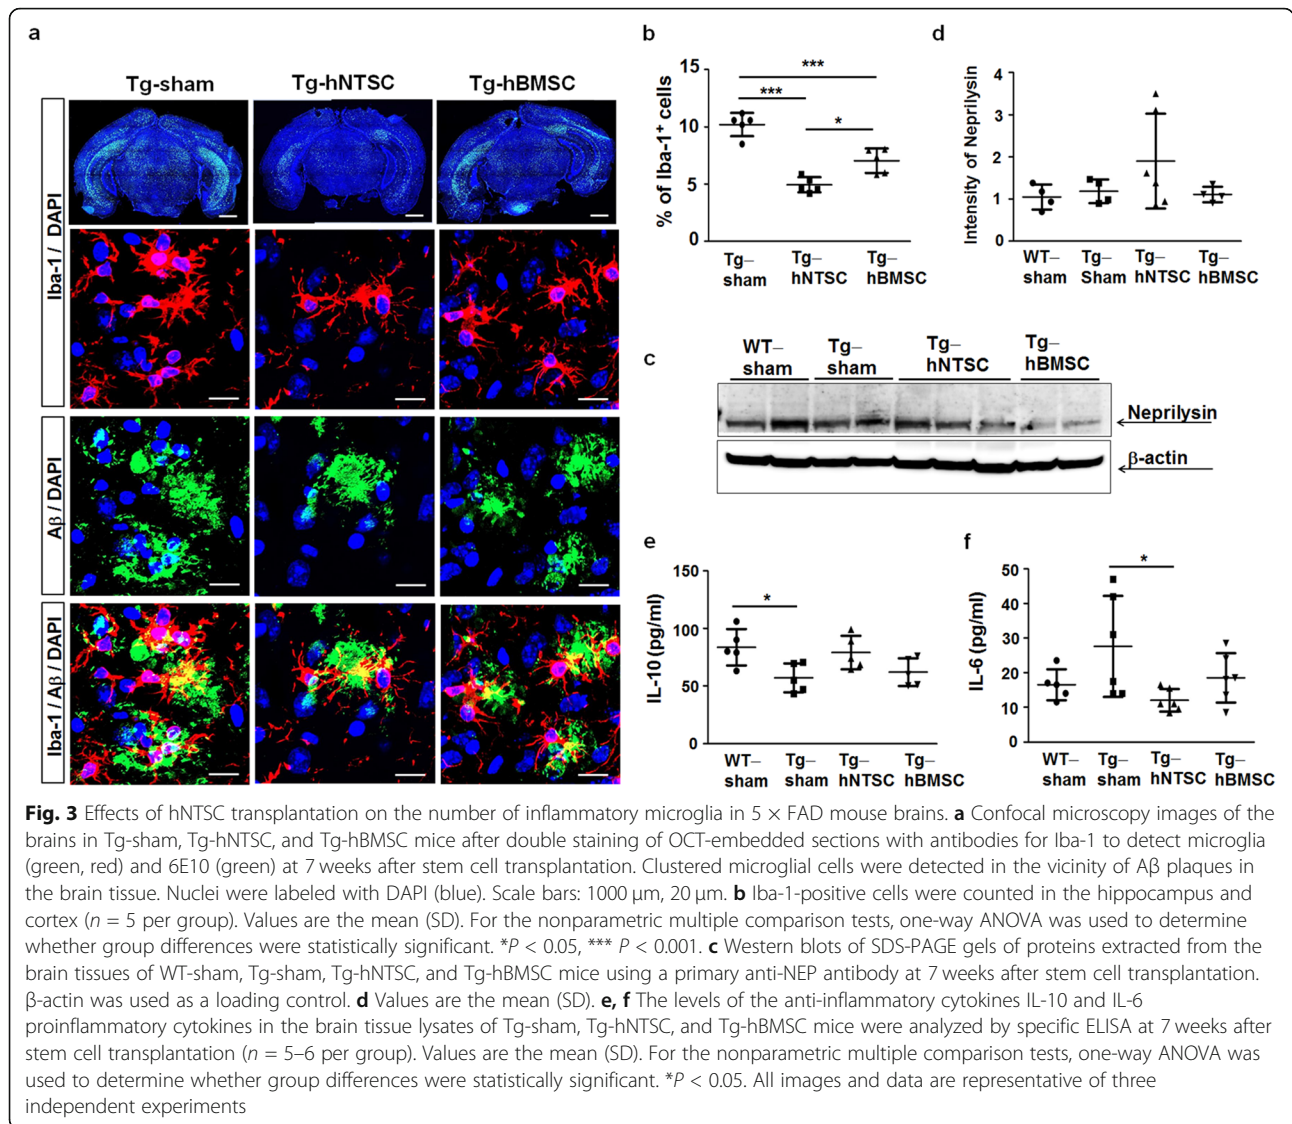 a
Tg-sham
Tg-hNTSC
Tg-hBMSC
Iba-1 / DAPI
Aβ / DAPI
Iba-1 / Aβ / DAPI
b
% of Iba-1+ cells
15
10
5
0
***
***
*
Tg–
sham
Tg–
hNTSC
Tg–
hBMSC
d
Intensity of Neprilysin
4
3
2
1
0
WT–
sham
Tg–
Sham
Tg–
hNTSC
Tg–
hBMSC
c
WT–
sham
Tg–
sham
Tg–
hNTSC
Tg–
hBMSC
Neprilysin
β-actin
e
IL-10 (pg/ml)
150
100
50
0
*
WT–
sham
Tg–
sham
Tg–
hNTSC
Tg–
hBMSC
f
IL-6 (pg/ml)
50
40
30
20
10
0
*
WT–
sham
Tg–
sham
Tg–
hNTSC
Tg–
hBMSC
Fig. 3 Effects of hNTSC transplantation on the number of inflammatory microglia in 5 × FAD mouse brains. a Confocal microscopy images of the
brains in Tg-sham, Tg-hNTSC, and Tg-hBMSC mice after double staining of OCT-embedded sections with antibodies for Iba-1 to detect microglia
(green, red) and 6E10 (green) at 7 weeks after stem cell transplantation. Clustered microglial cells were detected in the vicinity of Aβ plaques in
the brain tissue. Nuclei were labeled with DAPI (blue). Scale bars: 1000 μm, 20 μm. b Iba-1-positive cells were counted in the hippocampus and
cortex (n = 5 per group). Values are the mean (SD). For the nonparametric multiple comparison tests, one-way ANOVA was used to determine
whether group differences were statistically significant. *P < 0.05, *** P < 0.001. c Western blots of SDS-PAGE gels of proteins extracted from the
brain tissues of WT-sham, Tg-sham, Tg-hNTSC, and Tg-hBMSC mice using a primary anti-NEP antibody at 7 weeks after stem cell transplantation.
β-actin was used as a loading control. d Values are the mean (SD). e, f The levels of the anti-inflammatory cytokines IL-10 and IL-6
proinflammatory cytokines in the brain tissue lysates of Tg-sham, Tg-hNTSC, and Tg-hBMSC mice were analyzed by specific ELISA at 7 weeks after
stem cell transplantation (n = 5–6 per group). Values are the mean (SD). For the nonparametric multiple comparison tests, one-way ANOVA was
used to determine whether group differences were statistically significant. *P < 0.05. All images and data are representative of three
independent experiments